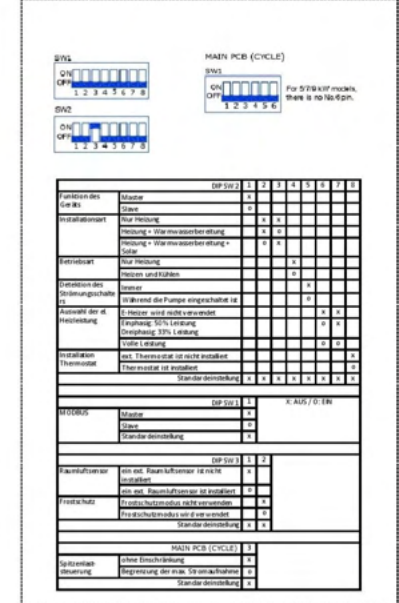 SW1
ON
OFF
1 2 3 4 5 6 7 8
SW2
ON
OFF
1 2 3 4 5 6 7 8
MAIN PCB (CYCLE)
SW1
ON
OFF
1 2 3 4 5 6
For 5/7/9 kW models,
there is no No.6 pin.
DIP SW 2 1 2 3 4 5 6 7 8
Funktion des Geräts Master x
Slave o
Installationsart Nur Heizung x x
Heizung + Warmwasserbereitung x o
Heizung + Warmwasserbereitung + Solar o x
Betriebsart Nur Heizung x
Heizen und Kühlen o
Detektion des Strömungsschalters Immer x
Während die Pumpe eingeschaltet ist o
Auswahl der el. Heizleistung E-Heizer wird nicht verwendet x x
Einphasig: 50% Leistung
Dreiphasig: 33% Leistung o x
Volle Leistung o o
Installation Thermostat ext. Thermostat ist nicht installiert x
Thermostat ist installiert o
Standardeinstellung x x x x x x x x
DIP SW 1 1 X: AUS / O: EIN
MODBUS Master x
Slave o
Standardeinstellung x
DIP SW 3 1 2
Raumluftsensor ein ext. Raumluftsensor ist nicht installiert x
ein ext. Raumluftsensor ist installiert o
Frostschutz Frostschutzmodus nicht verwenden x
Frostschutzmodus wird verwendet o
Standardeinstellung x x
MAIN PCB (CYCLE) 3
Spitzenlast-
steuerung ohne Einschränkung x
Begrenzung der max. Stromaufnahme o
Standardeinstellung x